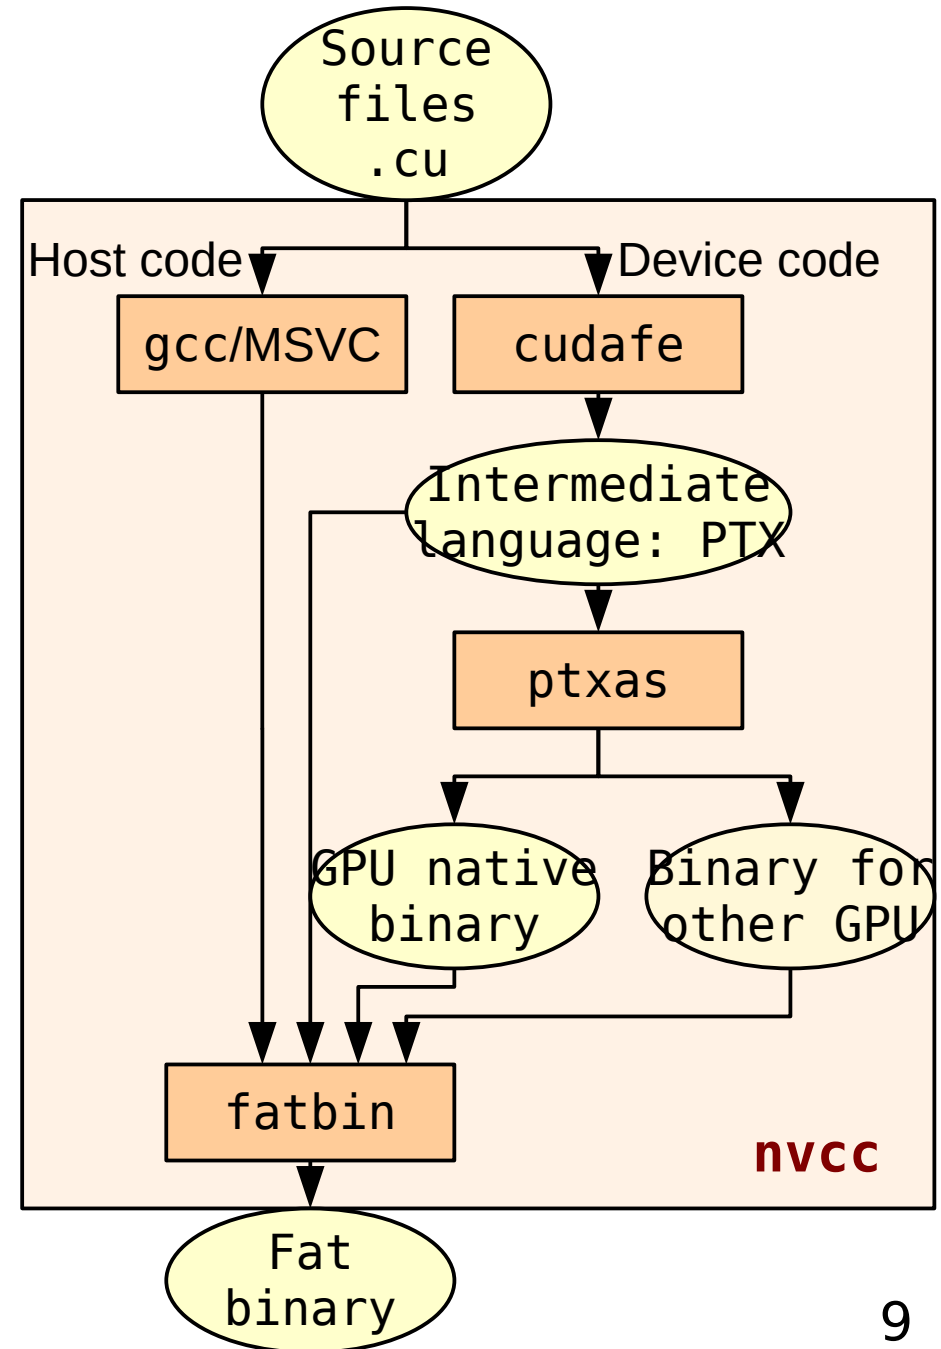 Source
files
.cu
Host code
Device code
gcc/MSVC
cudafe
Intermediate
language: PTX
ptxas
GPU native
binary
Binary for
other GPU
fatbin
nvcc
Fat
binary
9